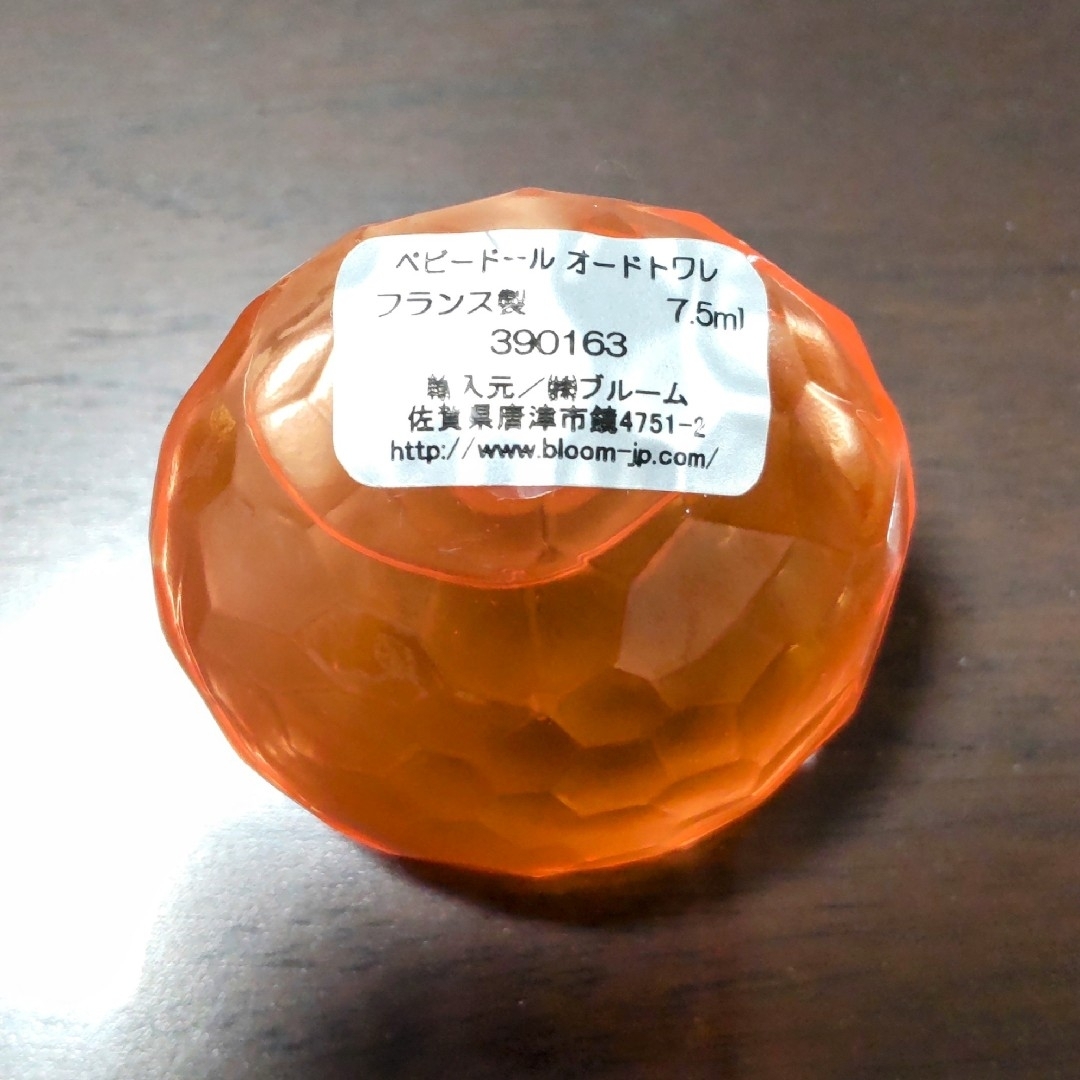 ベビードール オードトワレ
フランス製 7.5ml
390163
輸入元／㈱ブルーム
佐賀県唐津市鏡4751-2
http://www.bloom-jp.com/